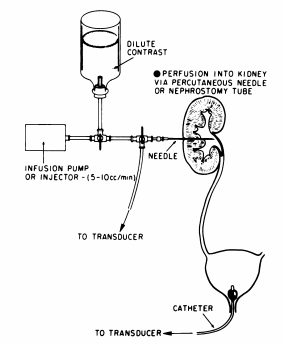 DILUTE
CONTRAST
●PERFUSION INTO KIDNEY
VIA PERCUTANEOUS NEEDLE
OR NEPHROSTOMY TUBE
NEEDLE
INFUSION PUMP
OR INJECTOR-(5-10cc/min)
TO TRANSDUCER
CATHETER
TO TRANSDUCER